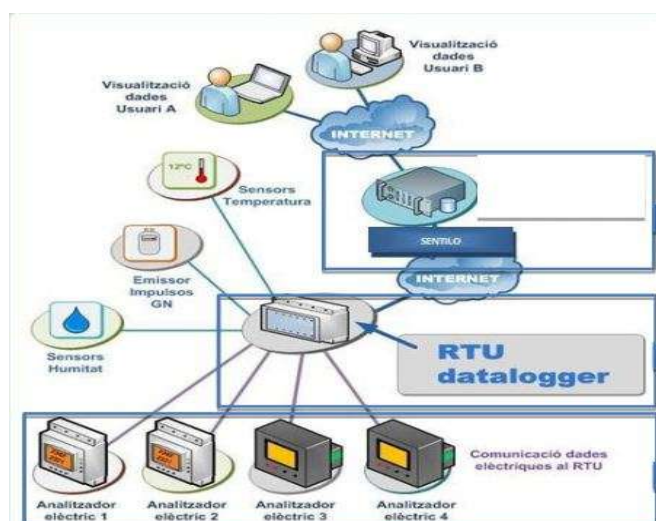 Visualització
dades
Usuari B
Visualització
dades
Usuari A
INTERNET
12ºC
Sensors
Temperatura
SENTILO
INTERNET
Emissor
Impulsos
GN
Sensors
Humitat
RTU
datalogger
Comunicació dades
elèctriques al RTU
Analitzador
elèctric 1
Analitzador
elèctric 2
Analitzador
elèctric 3
Analitzador
elèctric 4